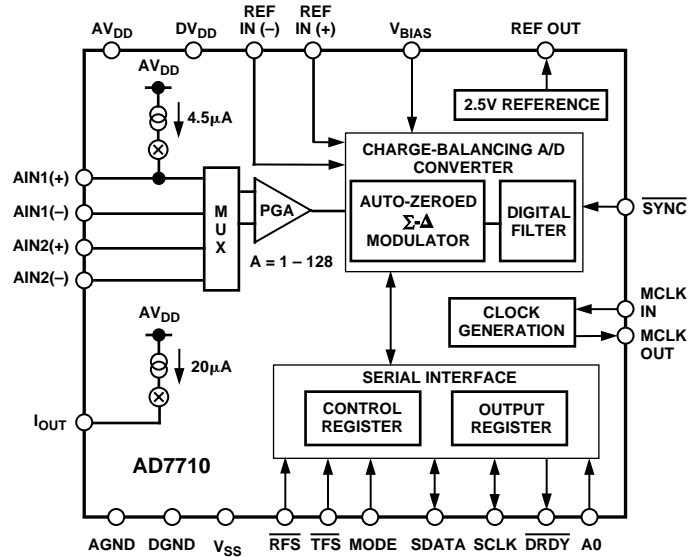 REF REF
AVDD DVDD IN (–) IN (+) VBIAS REF OUT
AVDD
4.5µA
2.5V REFERENCE
CHARGE-BALANCING A/D
CONVERTER
AUTO-ZEROED
Σ-Δ
MODULATOR
DIGITAL
FILTER
SYNC
AIN1(+)
AIN1(–)
AIN2(+)
AIN2(–)
M
U
X
PGA
A = 1 – 128
AVDD
20µA
IOUT
CLOCK
GENERATION
MCLK
IN
MCLK
OUT
SERIAL INTERFACE
CONTROL
REGISTER
OUTPUT
REGISTER
AD7710
AGND DGND VSS RFS TFS MODE SDATA SCLK DRDY A0